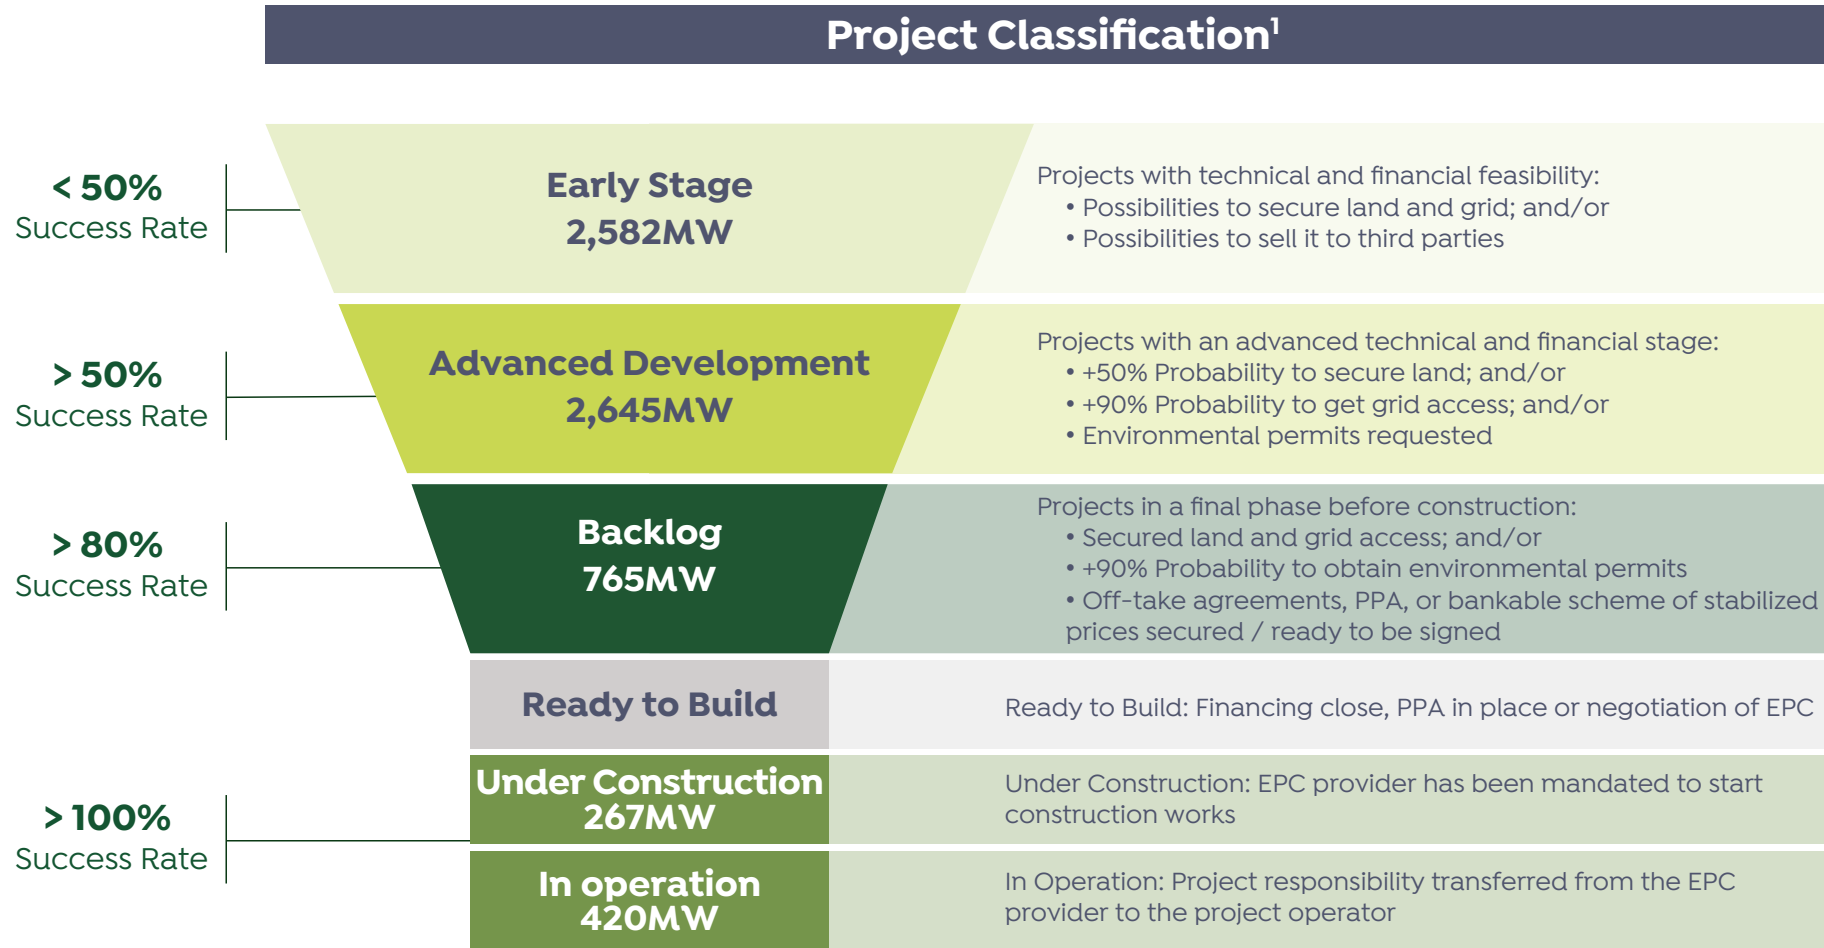 Project Classification¹
< 50%
Success Rate
Early Stage
2,582MW
Projects with technical and financial feasibility:
• Possibilities to secure land and grid; and/or
• Possibilities to sell it to third parties
> 50%
Success Rate
Advanced Development
2,645MW
Projects with an advanced technical and financial stage:
• +50% Probability to secure land; and/or
• +90% Probability to get grid access; and/or
• Environmental permits requested
> 80%
Success Rate
Backlog
765MW
Projects in a final phase before construction:
• Secured land and grid access; and/or
• +90% Probability to obtain environmental permits
• Off-take agreements, PPA, or bankable scheme of stabilized
prices secured / ready to be signed
Ready to Build
Ready to Build: Financing close, PPA in place or negotiation of EPC
> 100%
Success Rate
Under Construction
267MW
Under Construction: EPC provider has been mandated to start
construction works
In operation
420MW
In Operation: Project responsibility transferred from the EPC
provider to the project operator